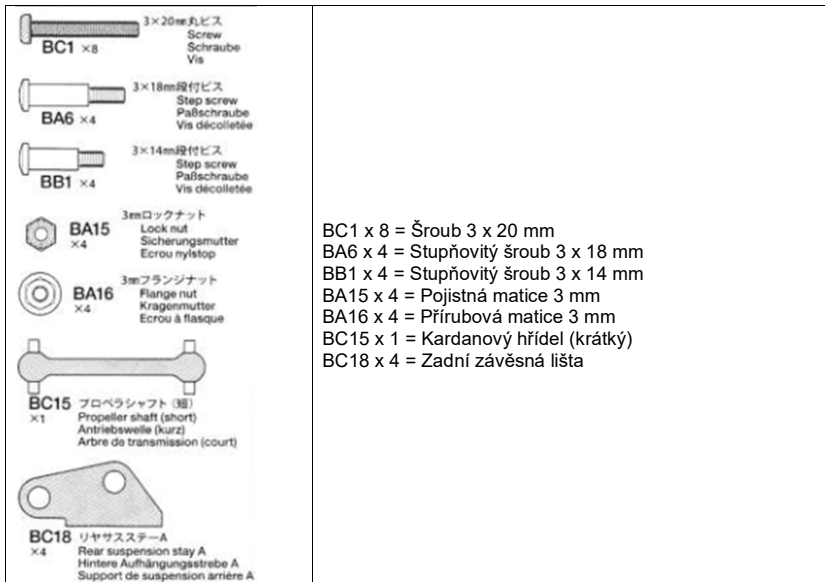 3×20㎜丸ビス
Screw
BC1 ×8
Schraube
Vis
3×18㎜段付ビス
Step screw
Paßschraube
BA6 ×4
Vis décolletée
3×14㎜段付ビス
Step screw
BB1 ×4
Paßschraube
Vis décolletée
3㎜ロックナット
BA15
Lock nut
×4
Sicherungsmutter
Ecrou nylstop
3㎜フランジナット
BA16
Flange nut
×4
Kragenmutter
Ecrou à flasque
BC15 プロペラシャフト(短)
×1
Propeller shaft (short)
Antriebswelle (kurz)
Arbre de transmission (court)
BC18 リヤサスステーA
×4
Rear suspension stay A
Hintere Aufhängungsstrebe A
Support de suspension arrière A
BC1 x 8 = Šroub 3 x 20 mm
BA6 x 4 = Stupňovitý šroub 3 x 18 mm
BB1 x 4 = Stupňovitý šroub 3 x 14 mm
BA15 x 4 = Pojistná matice 3 mm
BA16 x 4 = Přírubová matice 3 mm
BC15 x 1 = Kardanový hřídel (krátký)
BC18 x 4 = Zadní závěsná lišta